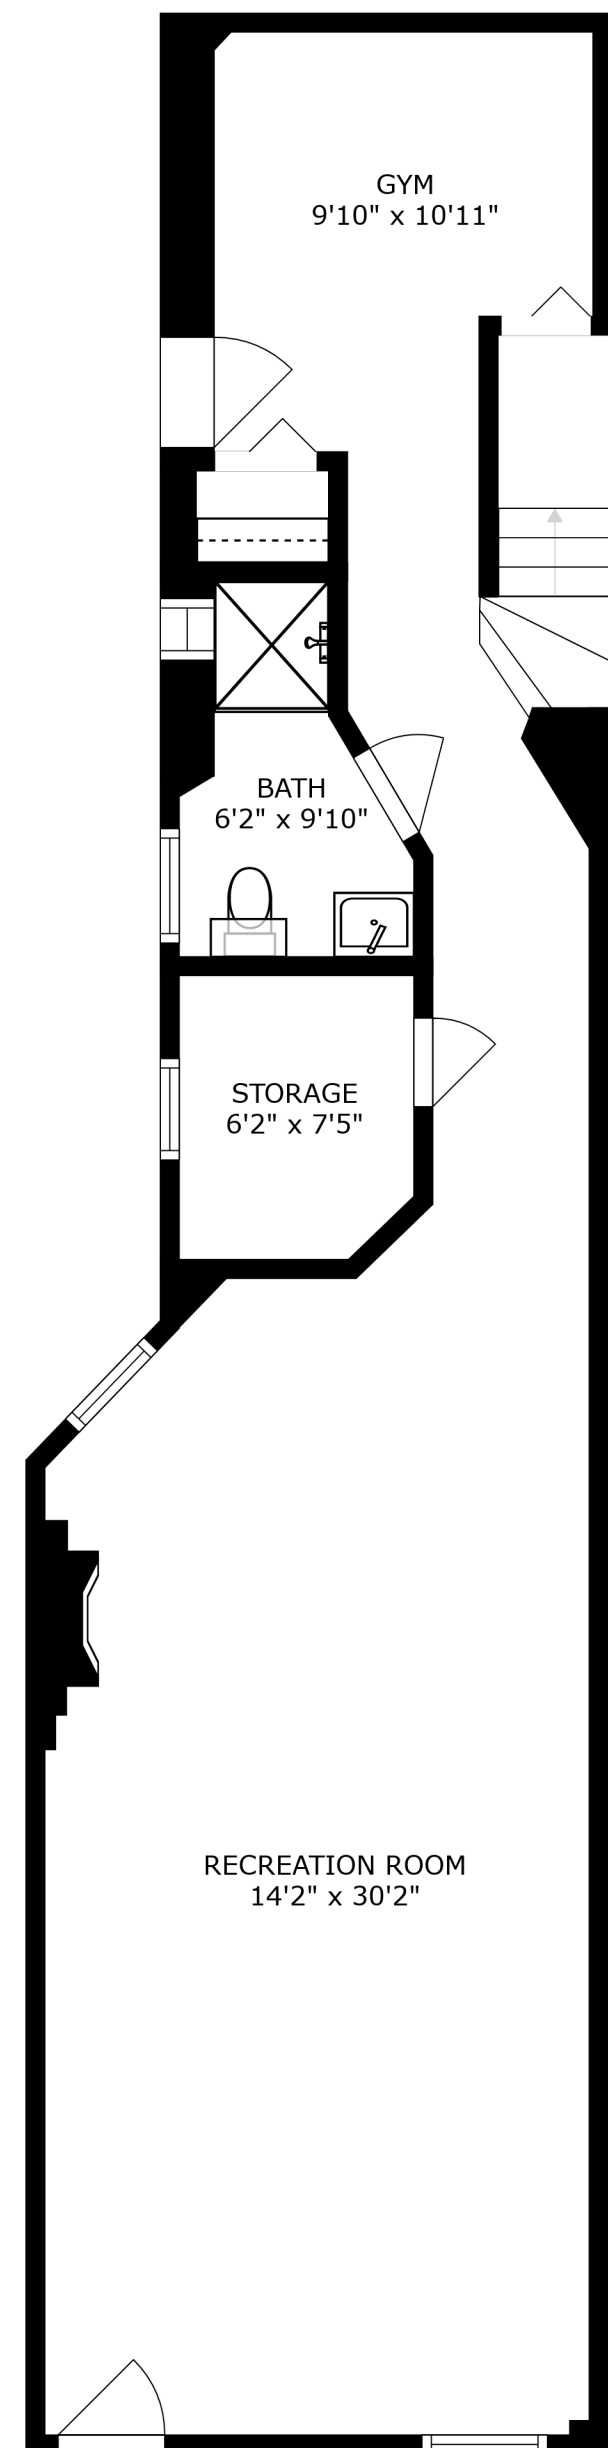 GYM
9'10" x 10'11"
BATH
6'2" x 9'10"
STORAGE
6'2" x 7'5"
RECREATION ROOM
14'2" x 30'2"